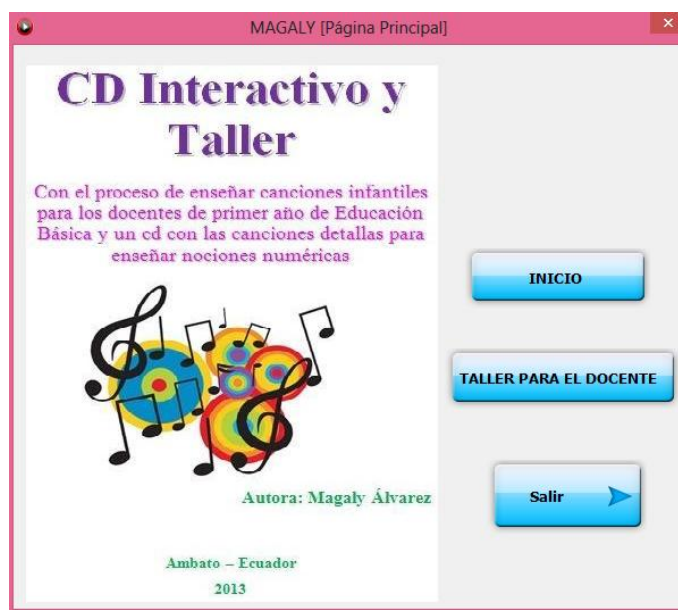 MAGALY [Página Principal]
CD Interactivo y
Taller
Con el proceso de enseñar canciones infantiles
para los docentes de primer año de Educación
Básica y un cd con las canciones detallas para
enseñar nociones numéricas
INICIO
TALLER PARA EL DOCENTE
Salir
Autora: Magaly Álvarez
Ambato – Ecuador
2013